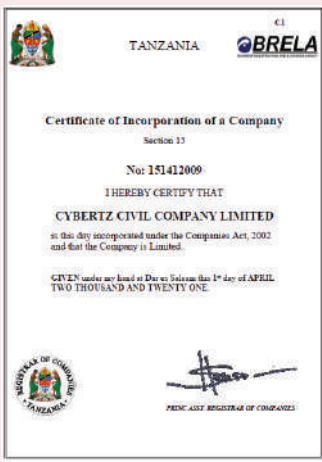 C1
TANZANIA
BRELA
Certificate of Incorporation of a Company
Section 15
No: 151412009
I HEREBY CERTIFY THAT
CYBERTZ CIVIL COMPANY LIMITED
is this day incorporated under the Companies Act, 2002
and that the Company is Limited.
GIVEN under my hand at Dar es Salaam this 1st day of APRIL
TWO THOUSAND AND TWENTY ONE.
REGISTRAR OF COMPANIES
TANZANIA
PRINC ASST REGISTRAR OF COMPANIES